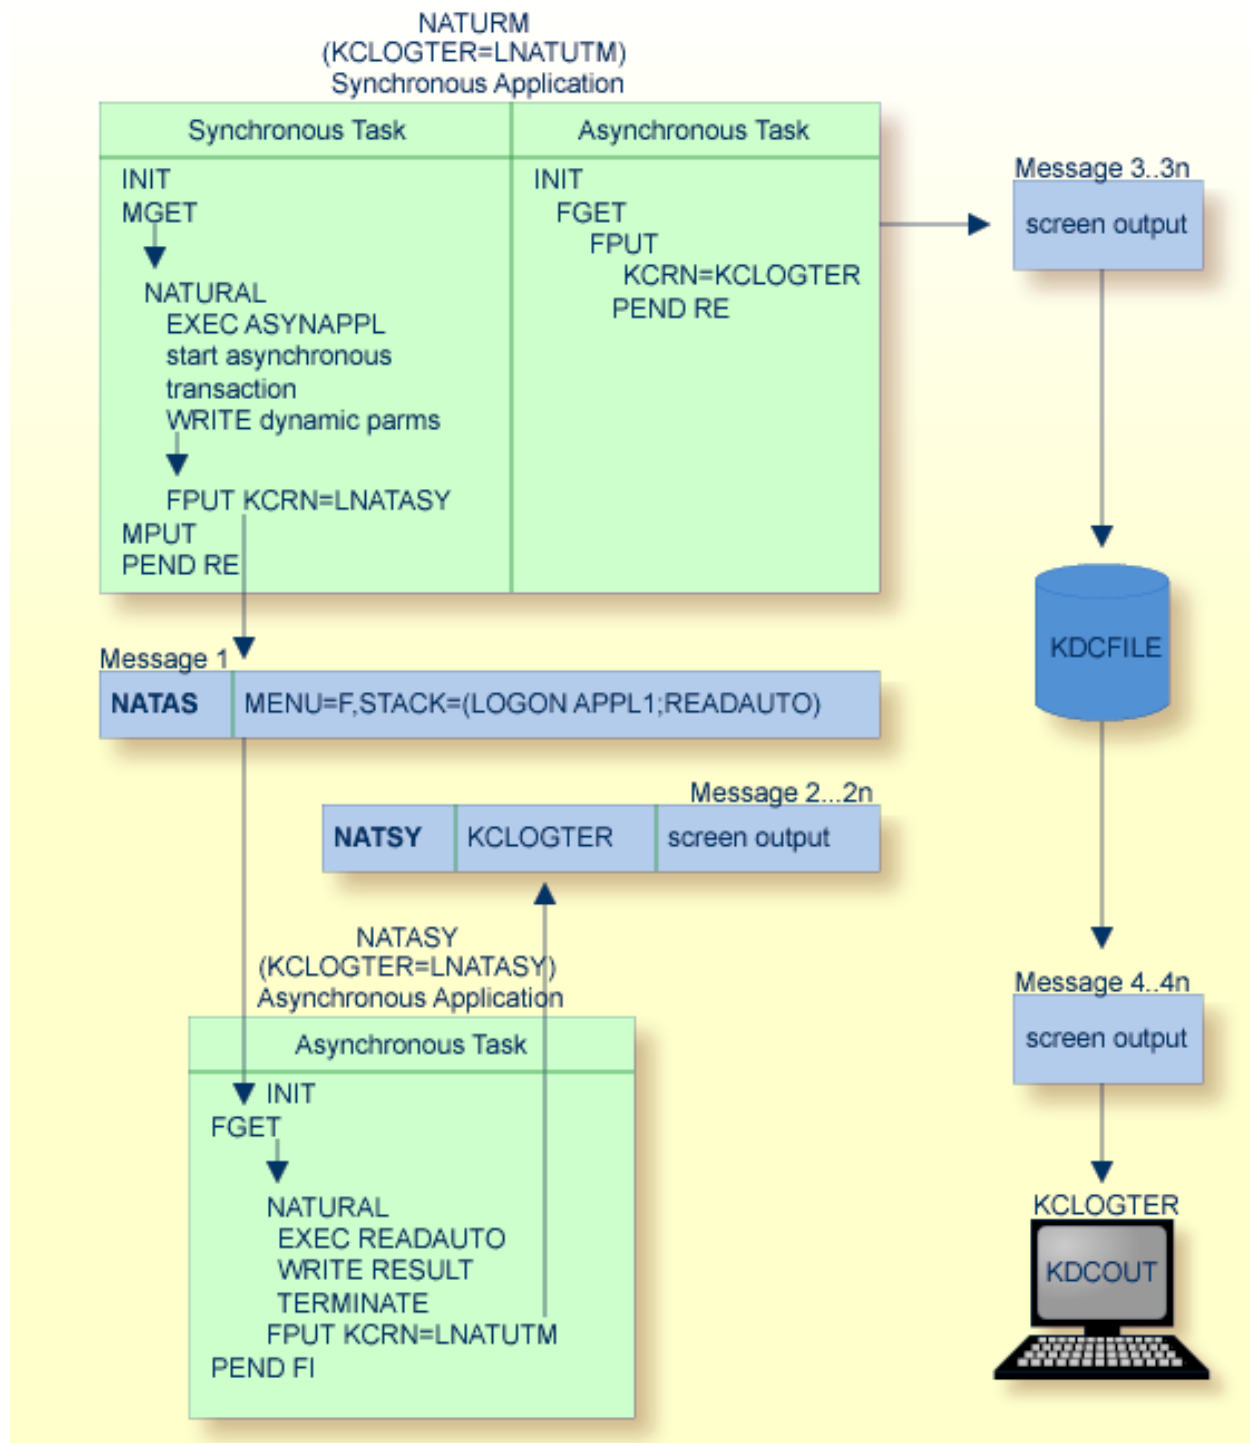 NATURM
(KCLOGTER=LNATUTM)
Synchronous Application
Synchronous Task
INIT
MGET
NATURAL
EXEC ASYNAPPL
start asynchronous
transaction
WRITE dynamic parms
FPUT KCRN=LNATASY
MPUT
PEND RE
Asynchronous Task
INIT
FGET
FPUT
KCRN=KCLOGTER
PEND RE
Message 3..3n
screen output
KDCFILE
Message 1
NATAS MENU=F,STACK=(LOGON APPL1;READAUTO)
Message 2...2n
NATSY KCLOGTER screen output
NATASY
(KCLOGTER=LNATASY)
Asynchronous Application
Asynchronous Task
INIT
FGET
NATURAL
EXEC READAUTO
WRITE RESULT
TERMINATE
FPUT KCRN=LNATUTM
PEND FI
Message 4..4n
screen output
KCLOGTER
KDCOUT